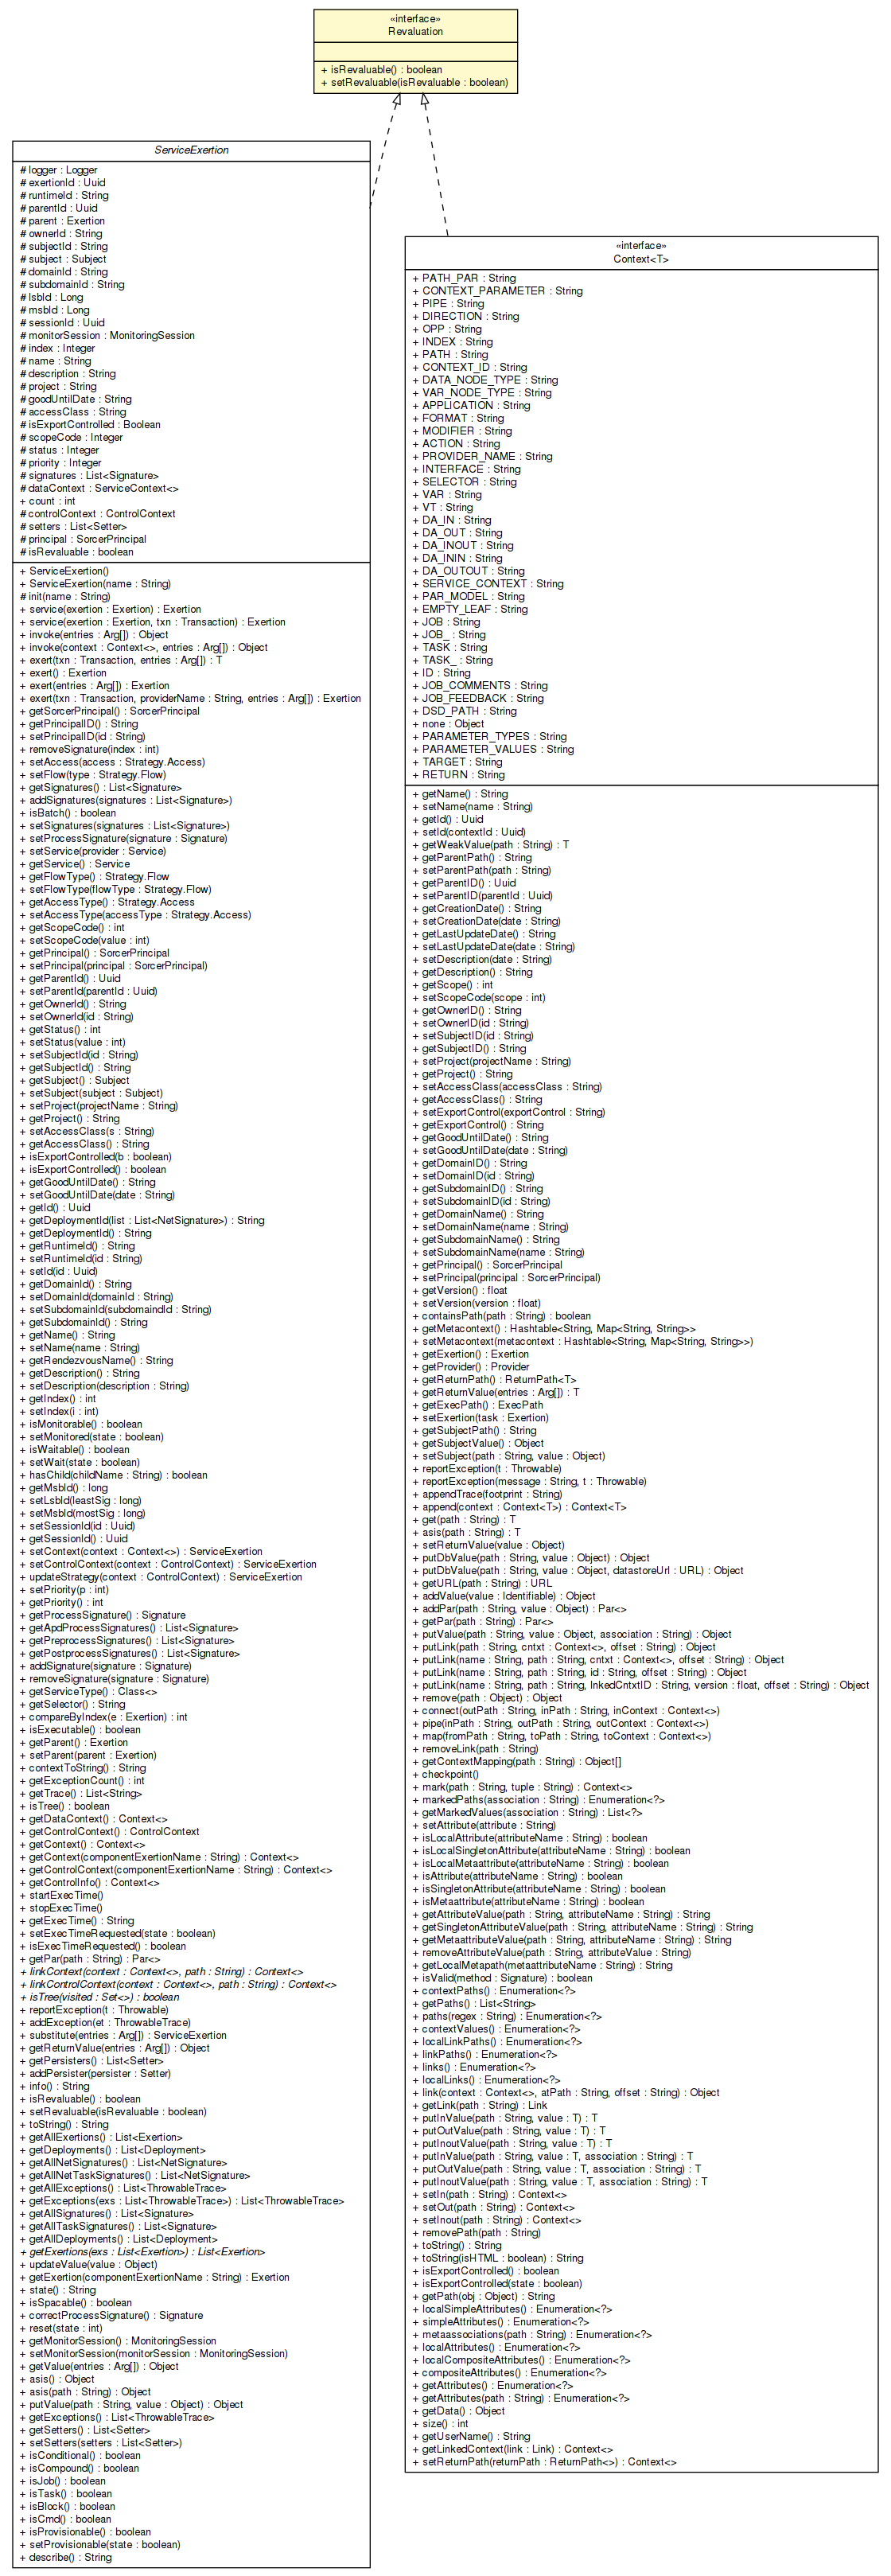 «interface»
Revaluation
+ isRevaluable() : boolean
+ setRevaluable(isRevaluable : boolean)
ServiceExertion
# logger : Logger
# exertionId : Uuid
# runtimeId : String
# parentId : Uuid
# parent : Exertion
# ownerId : String
# subjectId : String
# subject : Subject
# domainId : String
# subdomainId : String
# lsbId : Long
# msbId : Long
# sessionId : Uuid
# monitorSession : MonitoringSession
# index : Integer
# name : String
# description : String
# project : String
# goodUntilDate : String
# accessClass : String
# isExportControlled : Boolean
# scopeCode : Integer
# status : Integer
# priority : Integer
# signatures : List<Signature>
# dataContext : ServiceContext<>
+ count : int
# controlContext : ControlContext
# setters : List<Setter>
# principal : SorcerPrincipal
# isRevaluable : boolean
+ ServiceExertion()
+ ServiceExertion(name : String)
# init(name : String)
+ service(exertion : Exertion) : Exertion
+ service(exertion : Exertion, txn : Transaction) : Exertion
+ invoke(entries : Arg[]) : Object
+ invoke(context : Context<>, entries : Arg[]) : Object
+ exert(txn : Transaction, entries : Arg[]) : T
+ exert() : Exertion
+ exert(entries : Arg[]) : Exertion
+ exert(txn : Transaction, providerName : String, entries : Arg[]) : Exertion
+ getSorcerPrincipal() : SorcerPrincipal
+ getPrincipalID() : String
+ setPrincipalID(id : String)
+ removeSignature(index : int)
+ setAccess(access : Strategy.Access)
+ setFlow(type : Strategy.Flow)
+ getSignatures() : List<Signature>
+ addSignatures(signatures : List<Signature>)
+ isBatch() : boolean
+ setSignatures(signatures : List<Signature>)
+ setProcessSignature(signature : Signature)
+ setService(provider : Service)
+ getService() : Service
+ getFlowType() : Strategy.Flow
+ setFlowType(flowType : Strategy.Flow)
+ getAccessType() : Strategy.Access
+ setAccessType(accessType : Strategy.Access)
+ getScopeCode() : int
+ setScopeCode(value : int)
+ getPrincipal() : SorcerPrincipal
+ setPrincipal(principal : SorcerPrincipal)
+ getParentId() : Uuid
+ setParentId(parentId : Uuid)
+ getOwnerId() : String
+ setOwnerId(id : String)
+ getStatus() : int
+ setStatus(value : int)
+ setSubjectId(id : String)
+ getSubjectId() : String
+ getSubject() : Subject
+ setSubject(subject : Subject)
+ setProject(projectName : String)
+ getProject() : String
+ setAccessClass(s : String)
+ getAccessClass() : String
+ isExportControlled(b : boolean)
+ isExportControlled() : boolean
+ getGoodUntilDate() : String
+ setGoodUntilDate(date : String)
+ getId() : Uuid
+ getDeploymentId(list : List<NetSignature>) : String
+ getDeploymentId() : String
+ getRuntimeId() : String
+ setRuntimeId(id : String)
+ setId(id : Uuid)
+ getDomainId() : String
+ setDomainId(domainId : String)
+ setSubdomainId(subdomaindId : String)
+ getSubdomainId() : String
+ getName() : String
+ setName(name : String)
+ getRendezvousName() : String
+ getDescription() : String
+ setDescription(description : String)
+ getIndex() : int
+ setIndex(i : int)
+ isMonitorable() : boolean
+ setMonitored(state : boolean)
+ isWaitable() : boolean
+ setWait(state : boolean)
+ hasChild(childName : String) : boolean
+ getMsbId() : long
+ setLsbId(leastSig : long)
+ setMsbId(mostSig : long)
+ setSessionId(id : Uuid)
+ getSessionId() : Uuid
+ setContext(context : Context<>) : ServiceExertion
+ setControlContext(context : ControlContext) : ServiceExertion
+ updateStrategy(context : ControlContext) : ServiceExertion
+ setPriority(p : int)
+ getPriority() : int
+ getProcessSignature() : Signature
+ getApdProcessSignatures() : List<Signature>
+ getPreprocessSignatures() : List<Signature>
+ getPostprocessSignatures() : List<Signature>
+ addSignature(signature : Signature)
+ removeSignature(signature : Signature)
+ getServiceType() : Class<>
+ getSelector() : String
+ compareByIndex(e : Exertion) : int
+ isExecutable() : boolean
+ getParent() : Exertion
+ setParent(parent : Exertion)
+ contextToString() : String
+ getExceptionCount() : int
+ getTrace() : List<String>
+ isTree() : boolean
+ getDataContext() : Context<>
+ getControlContext() : ControlContext
+ getContext() : Context<>
+ getContext(componentExertionName : String) : Context<>
+ getControlContext(componentExertionName : String) : Context<>
+ getControlInfo() : Context<>
+ startExecTime()
+ stopExecTime()
+ getExecTime() : String
+ setExecTimeRequested(state : boolean)
+ isExecTimeRequested() : boolean
+ getPar(path : String) : Par<>
+ linkContext(context : Context<>, path : String) : Context<>
+ linkControlContext(context : Context<>, path : String) : Context<>
+ isTree(visited : Set<>) : boolean
+ reportException(t : Throwable)
+ addException(et : ThrowableTrace)
+ substitute(entries : Arg[]) : ServiceExertion
+ getReturnValue(entries : Arg[]) : Object
+ getPersisters() : List<Setter>
+ addPersister(persister : Setter)
+ info() : String
+ isRevaluable() : boolean
+ setRevaluable(isRevaluable : boolean)
+ toString() : String
+ getAllExertions() : List<Exertion>
+ getDeployments() : List<Deployment>
+ getAllNetSignatures() : List<NetSignature>
+ getAllNetTaskSignatures() : List<NetSignature>
+ getAllExceptions() : List<ThrowableTrace>
+ getExceptions(exs : List<ThrowableTrace>) : List<ThrowableTrace>
+ getAllSignatures() : List<Signature>
+ getAllTaskSignatures() : List<Signature>
+ getAllDeployments() : List<Deployment>
+ getExertions(exs : List<Exertion>) : List<Exertion>
+ updateValue(value : Object)
+ getExertion(componentExertionName : String) : Exertion
+ state() : String
+ isSpacable() : boolean
+ correctProcessSignature() : Signature
+ reset(state : int)
+ getMonitorSession() : MonitoringSession
+ setMonitorSession(monitorSession : MonitoringSession)
+ getValue(entries : Arg[]) : Object
+ asis() : Object
+ asis(path : String) : Object
+ putValue(path : String, value : Object) : Object
+ getExceptions() : List<ThrowableTrace>
+ getSetters() : List<Setter>
+ setSetters(setters : List<Setter>)
+ isConditional() : boolean
+ isCompound() : boolean
+ isJob() : boolean
+ isTask() : boolean
+ isBlock() : boolean
+ isCmd() : boolean
+ isProvisionable() : boolean
+ setProvisionable(state : boolean)
+ describe() : String
«interface»
Context<T>
+ PATH_PAR : String
+ CONTEXT_PARAMETER : String
+ PIPE : String
+ DIRECTION : String
+ OPP : String
+ INDEX : String
+ PATH : String
+ CONTEXT_ID : String
+ DATA_NODE_TYPE : String
+ VAR_NODE_TYPE : String
+ APPLICATION : String
+ FORMAT : String
+ MODIFIER : String
+ ACTION : String
+ PROVIDER_NAME : String
+ INTERFACE : String
+ SELECTOR : String
+ VAR : String
+ VT : String
+ DA_IN : String
+ DA_OUT : String
+ DA_INOUT : String
+ DA_ININ : String
+ DA_OUTOUT : String
+ SERVICE_CONTEXT : String
+ PAR_MODEL : String
+ EMPTY_LEAF : String
+ JOB : String
+ JOB_ : String
+ TASK : String
+ TASK_ : String
+ ID : String
+ JOB_COMMENTS : String
+ JOB_FEEDBACK : String
+ DSD_PATH : String
+ none : Object
+ PARAMETER_TYPES : String
+ PARAMETER_VALUES : String
+ TARGET : String
+ RETURN : String
+ getName() : String
+ setName(name : String)
+ getId() : Uuid
+ setId(contextId : Uuid)
+ getWeakValue(path : String) : T
+ getParentPath() : String
+ setParentPath(path : String)
+ getParentID() : Uuid
+ setParentID(parentId : Uuid)
+ getCreationDate() : String
+ setCreationDate(date : String)
+ getLastUpdateDate() : String
+ setLastUpdateDate(date : String)
+ setDescription(date : String)
+ getDescription() : String
+ getScope() : int
+ setScopeCode(scope : int)
+ getOwnerID() : String
+ setOwnerID(id : String)
+ setSubjectID(id : String)
+ getSubjectID() : String
+ setProject(projectName : String)
+ getProject() : String
+ setAccessClass(accessClass : String)
+ getAccessClass() : String
+ setExportControl(exportControl : String)
+ getExportControl() : String
+ getGoodUntilDate() : String
+ setGoodUntilDate(date : String)
+ getDomainID() : String
+ setDomainID(id : String)
+ getSubdomainID() : String
+ setSubdomainID(id : String)
+ getDomainName() : String
+ setDomainName(name : String)
+ getSubdomainName() : String
+ setSubdomainName(name : String)
+ getPrincipal() : SorcerPrincipal
+ setPrincipal(principal : SorcerPrincipal)
+ getVersion() : float
+ setVersion(version : float)
+ containsPath(path : String) : boolean
+ getMetacontext() : Hashtable<String, Map<String, String>>
+ setMetacontext(metacontext : Hashtable<String, Map<String, String>>)
+ getExertion() : Exertion
+ getProvider() : Provider
+ getReturnPath() : ReturnPath<T>
+ getReturnValue(entries : Arg[]) : T
+ getExecPath() : ExecPath
+ setExertion(task : Exertion)
+ getSubjectPath() : String
+ getSubjectValue() : Object
+ setSubject(path : String, value : Object)
+ reportException(t : Throwable)
+ reportException(message : String, t : Throwable)
+ appendTrace(footprint : String)
+ append(context : Context<T>) : Context<T>
+ get(path : String) : T
+ asis(path : String) : T
+ setReturnValue(value : Object)
+ putDbValue(path : String, value : Object) : Object
+ putDbValue(path : String, value : Object, datastoreUrl : URL) : Object
+ getURL(path : String) : URL
+ addValue(value : Identifiable) : Object
+ addPar(path : String, value : Object) : Par<>
+ getPar(path : String) : Par<>
+ putValue(path : String, value : Object, association : String) : Object
+ putLink(path : String, cntxt : Context<>, offset : String) : Object
+ putLink(name : String, path : String, cntxt : Context<>, offset : String) : Object
+ putLink(name : String, path : String, id : String, offset : String) : Object
+ putLink(name : String, path : String, lnkedCntxtID : String, version : float, offset : String) : Object
+ remove(path : Object) : Object
+ connect(outPath : String, inPath : String, inContext : Context<>)
+ pipe(inPath : String, outPath : String, outContext : Context<>)
+ map(fromPath : String, toPath : String, toContext : Context<>)
+ removeLink(path : String)
+ getContextMapping(path : String) : Object[]
+ checkpoint()
+ mark(path : String, tuple : String) : Context<>
+ markedPaths(association : String) : Enumeration<?>
+ getMarkedValues(association : String) : List<?>
+ setAttribute(attribute : String)
+ isLocalAttribute(attributeName : String) : boolean
+ isLocalSingletonAttribute(attributeName : String) : boolean
+ isLocalMetaattribute(attributeName : String) : boolean
+ isAttribute(attributeName : String) : boolean
+ isSingletonAttribute(attributeName : String) : boolean
+ isMetaattribute(attributeName : String) : boolean
+ getAttributeValue(path : String, attributeName : String) : String
+ getSingletonAttributeValue(path : String, attributeName : String) : String
+ getMetaattributeValue(path : String, attributeName : String) : String
+ removeAttributeValue(path : String, attributeValue : String)
+ getLocalMetapath(metaattributeName : String) : String
+ isValid(method : Signature) : boolean
+ contextPaths() : Enumeration<?>
+ getPaths() : List<String>
+ paths(regex : String) : Enumeration<?>
+ contextValues() : Enumeration<?>
+ localLinkPaths() : Enumeration<?>
+ linkPaths() : Enumeration<?>
+ links() : Enumeration<?>
+ localLinks() : Enumeration<?>
+ link(context : Context<>, atPath : String, offset : String) : Object
+ getLink(path : String) : Link
+ putInValue(path : String, value : T) : T
+ putOutValue(path : String, value : T) : T
+ putInoutValue(path : String, value : T) : T
+ putInValue(path : String, value : T, association : String) : T
+ putOutValue(path : String, value : T, association : String) : T
+ putInoutValue(path : String, value : T, association : String) : T
+ setIn(path : String) : Context<>
+ setOut(path : String) : Context<>
+ setInout(path : String) : Context<>
+ removePath(path : String)
+ toString() : String
+ toString(isHTML : boolean) : String
+ isExportControlled() : boolean
+ isExportControlled(state : boolean)
+ getPath(obj : Object) : String
+ localSimpleAttributes() : Enumeration<?>
+ simpleAttributes() : Enumeration<?>
+ metaassociations(path : String) : Enumeration<?>
+ localAttributes() : Enumeration<?>
+ localCompositeAttributes() : Enumeration<?>
+ compositeAttributes() : Enumeration<?>
+ getAttributes() : Enumeration<?>
+ getAttributes(path : String) : Enumeration<?>
+ getData() : Object
+ size() : int
+ getUserName() : String
+ getLinkedContext(link : Link) : Context<>
+ setReturnPath(returnPath : ReturnPath<>) : Context<>